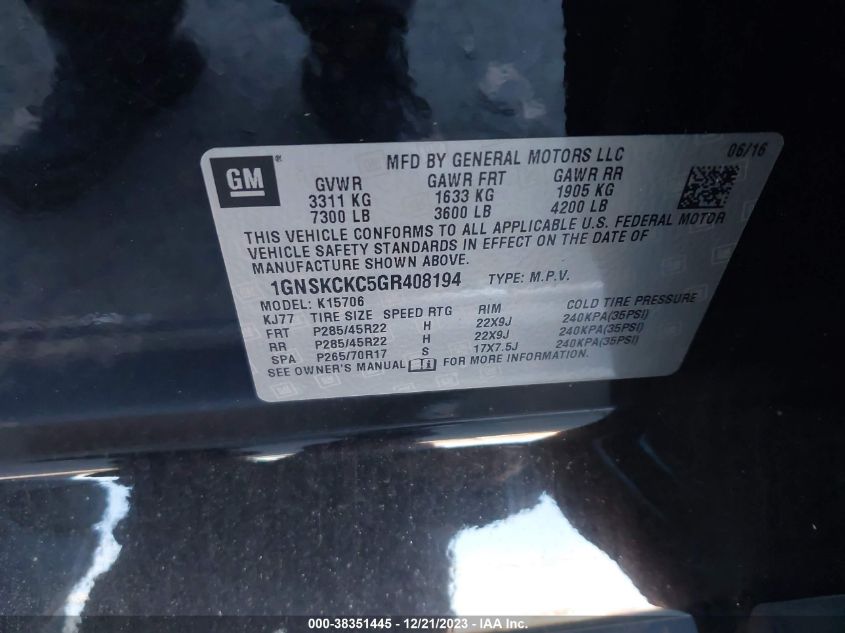 GM
®
MFD BY GENERAL MOTORS LLC
06/16
GVWR GAWR FRT GAWR RR
3311 KG 1633 KG 1905 KG
7300 LB 3600 LB 4200 LB
THIS VEHICLE CONFORMS TO ALL APPLICABLE U.S. FEDERAL MOTOR
VEHICLE SAFETY STANDARDS IN EFFECT ON THE DATE OF
MANUFACTURE SHOWN ABOVE.
1GNSKCKC5GR408194 TYPE: M.P.V.
MODEL: K15706
KJ77 TIRE SIZE SPEED RTG RIM COLD TIRE PRESSURE
FRT P285/45R22 H 22X9J 240KPA(35PSI)
RR P285/45R22 H 22X9J 240KPA(35PSI)
SPA P265/70R17 S 17X7.5J 240KPA(35PSI)
SEE OWNER'S MANUAL i FOR MORE INFORMATION.
000-38351445 - 12/21/2023 - IAA Inc.